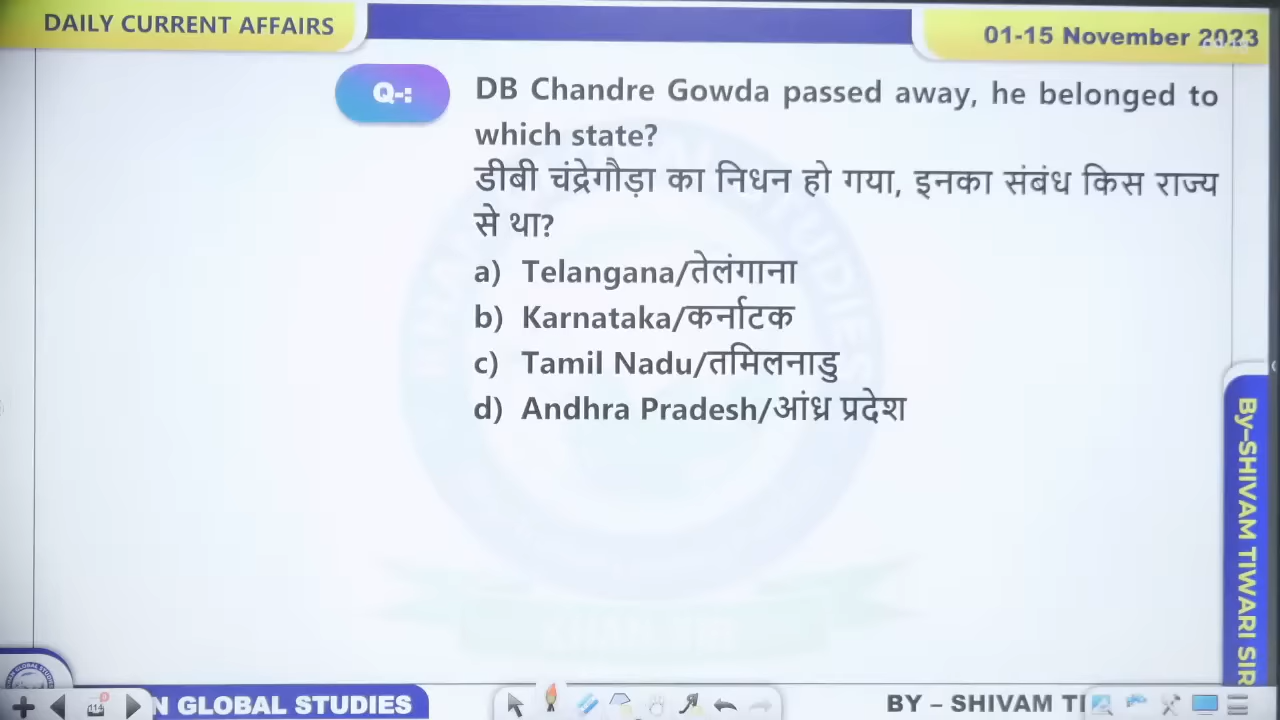 DAILY CURRENT AFFAIRS
01-15 November 2023
Q-:
DB Chandre Gowda passed away, he belonged to
which state?
डीबी चंद्रेगौड़ा का निधन हो गया, इनका संबंध किस राज्य
से था?
a) Telangana/तेलंगाना
b) Karnataka/कर्नाटक
c) Tamil Nadu/तमिलनाडु
d) Andhra Pradesh/आंध्र प्रदेश
By-SHIVAM TIWARI SIR
N GLOBAL STUDIES
BY – SHIVAM TI
114